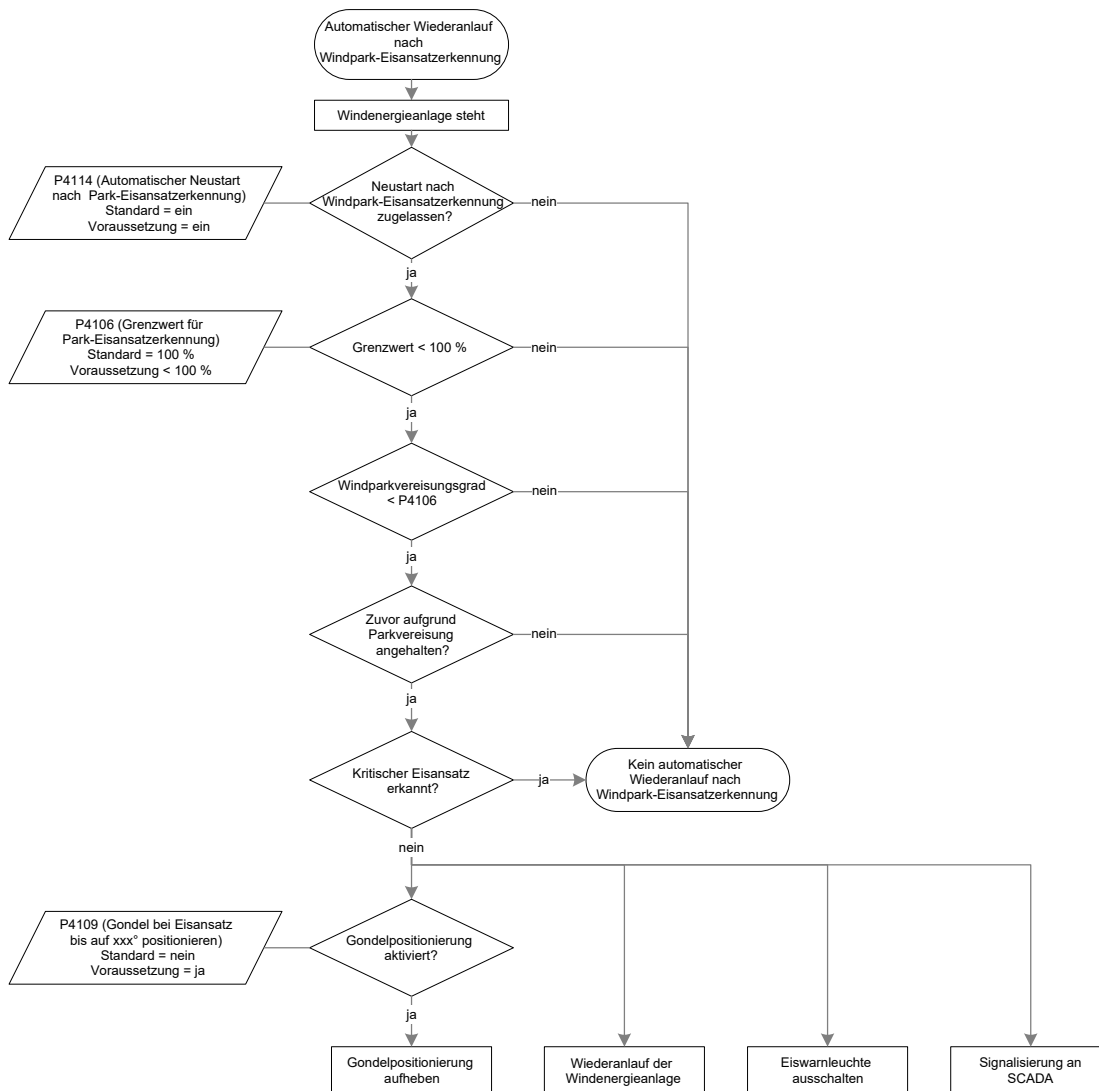 Automatischer Wiederanlauf
nach
Windpark-Eisansatzerkennung
Windenergieanlage steht
P4114 (Automatischer Neustart
nach Park-Eisansatzerkennung)
Standard = ein
Voraussetzung = ein
Neustart nach
Windpark-Eisansatzerkennung
zugelassen?
nein
ja
P4106 (Grenzwert für
Park-Eisansatzerkennung)
Standard = 100 %
Voraussetzung < 100 %
Grenzwert < 100 %
nein
ja
Windparkvereisungsgrad
< P4106
nein
ja
Zuvor aufgrund
Parkvereisung
angehalten?
nein
ja
Kritischer Eisansatz
erkannt?
ja
Kein automatischer
Wiederanlauf nach
Windpark-Eisansatzerkennung
nein
P4109 (Gondel bei Eisansatz
bis auf xxx° positionieren)
Standard = nein
Voraussetzung = ja
Gondelpositionierung
aktiviert?
ja
Gondelpositionierung
aufheben
Wiederanlauf der
Windenergieanlage
Eiswarnleuchte
ausschalten
Signalisierung an
SCADA